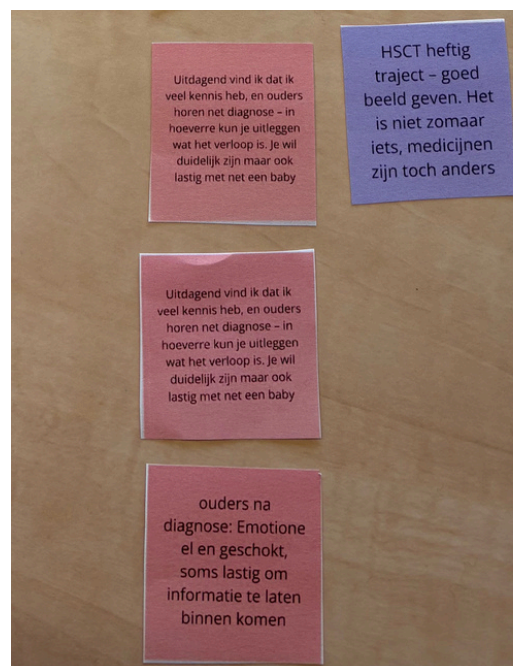 Uitdagend vind ik dat ik
veel kennis heb, en ouders
horen net diagnose – in
hoeverre kun je uitleggen
wat het verloop is. Je wil
duidelijk zijn maar ook
lastig met net een baby
HSCT heftig
traject – goed
beeld geven. Het
is niet zomaar
iets, medicijnen
zijn toch anders
Uitdagend vind ik dat ik
veel kennis heb, en ouders
horen net diagnose – in
hoeverre kun je uitleggen
wat het verloop is. Je wil
duidelijk zijn maar ook
lastig met net een baby
ouders na
diagnose: Emotione
el en geschokt,
soms lastig om
informatie te laten
binnen komen